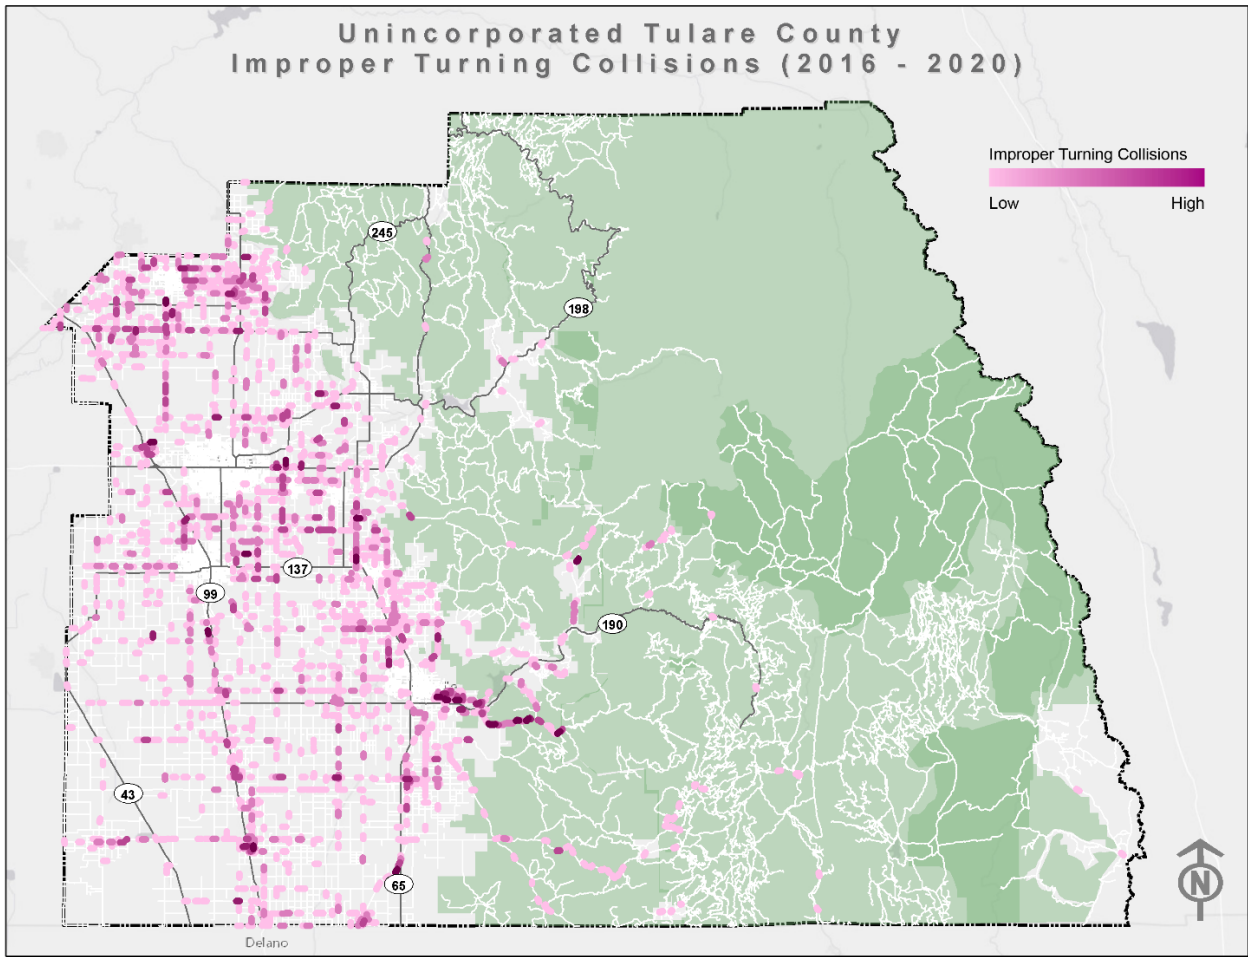 Unincorporated Tulare County
Improper Turning Collisions (2016 - 2020)
Improper Turning Collisions
Low High
245
198
137
99
190
43
65
N
Delano